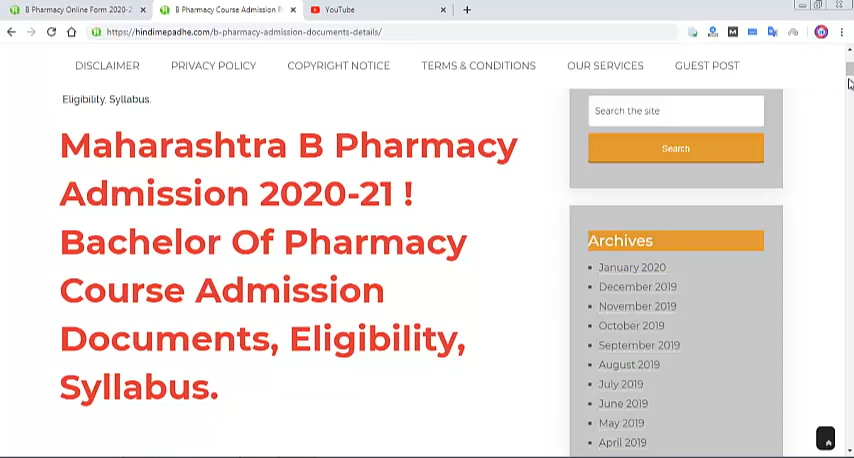 B Pharmacy Online Form 2020-2
B Pharmacy Course Admission P
YouTube
https://hindimepadhe.com/b-pharmacy-admission-documents-details/
DISCLAIMER PRIVACY POLICY COPYRIGHT NOTICE TERMS & CONDITIONS OUR SERVICES GUEST POST
Eligibility, Syllabus.
Maharashtra B Pharmacy
Admission 2020-21 !
Bachelor Of Pharmacy
Course Admission
Documents, Eligibility,
Syllabus.
Search the site
Search
Archives
January 2020
December 2019
November 2019
October 2019
September 2019
August 2019
July 2019
June 2019
May 2019
April 2019